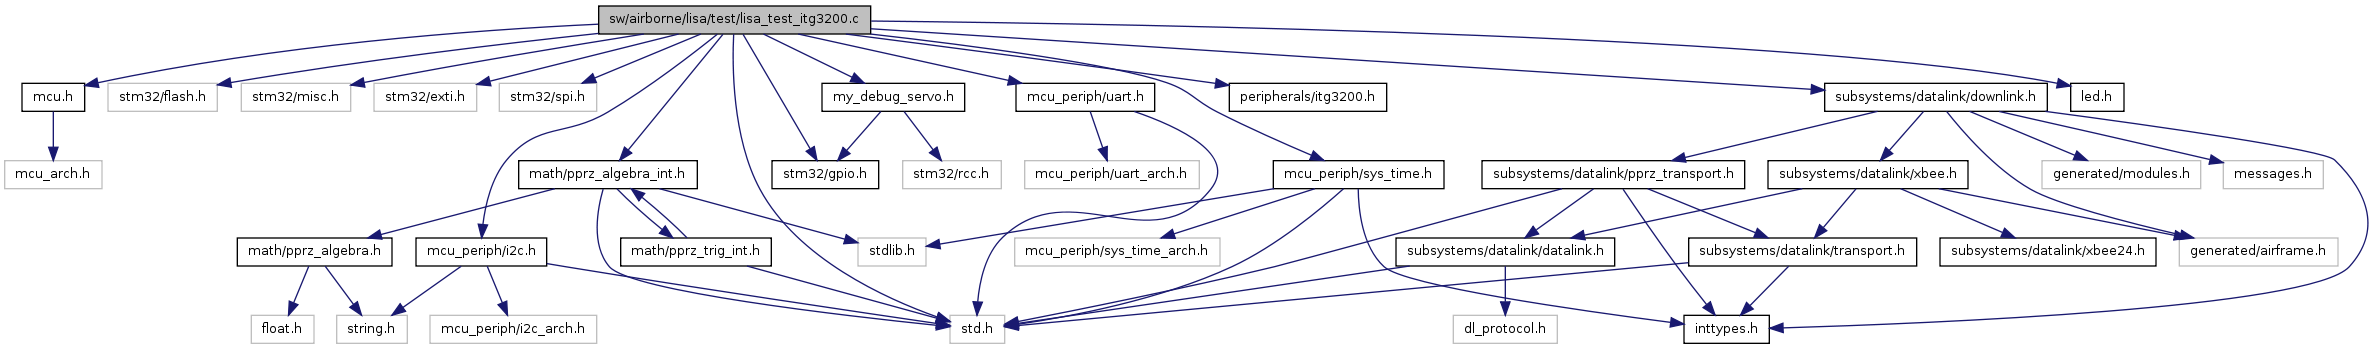 sw/airborne/lisa/test/lisa_test_itg3200.c
mcu.h
stm32/flash.h
stm32/misc.h
stm32/exti.h
stm32/spi.h
my_debug_servo.h
mcu_periph/uart.h
peripherals/itg3200.h
subsystems/datalink/downlink.h
led.h
mcu_arch.h
math/pprz_algebra_int.h
stm32/gpio.h
stm32/rcc.h
mcu_periph/uart_arch.h
mcu_periph/sys_time.h
subsystems/datalink/pprz_transport.h
subsystems/datalink/xbee.h
generated/modules.h
messages.h
math/pprz_algebra.h
mcu_periph/i2c.h
math/pprz_trig_int.h
stdlib.h
mcu_periph/sys_time_arch.h
subsystems/datalink/datalink.h
subsystems/datalink/transport.h
subsystems/datalink/xbee24.h
generated/airframe.h
float.h
string.h
mcu_periph/i2c_arch.h
std.h
dl_protocol.h
inttypes.h